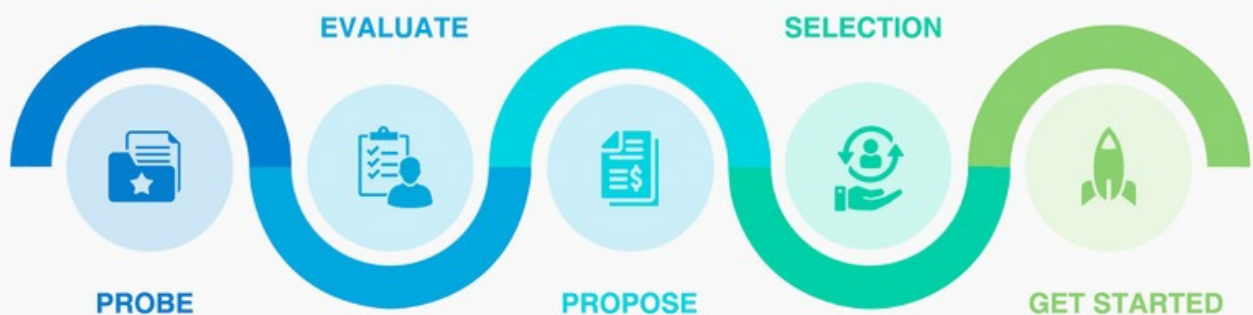 PROBE
EVALUATE
PROPOSE
SELECTION
GET STARTED
$